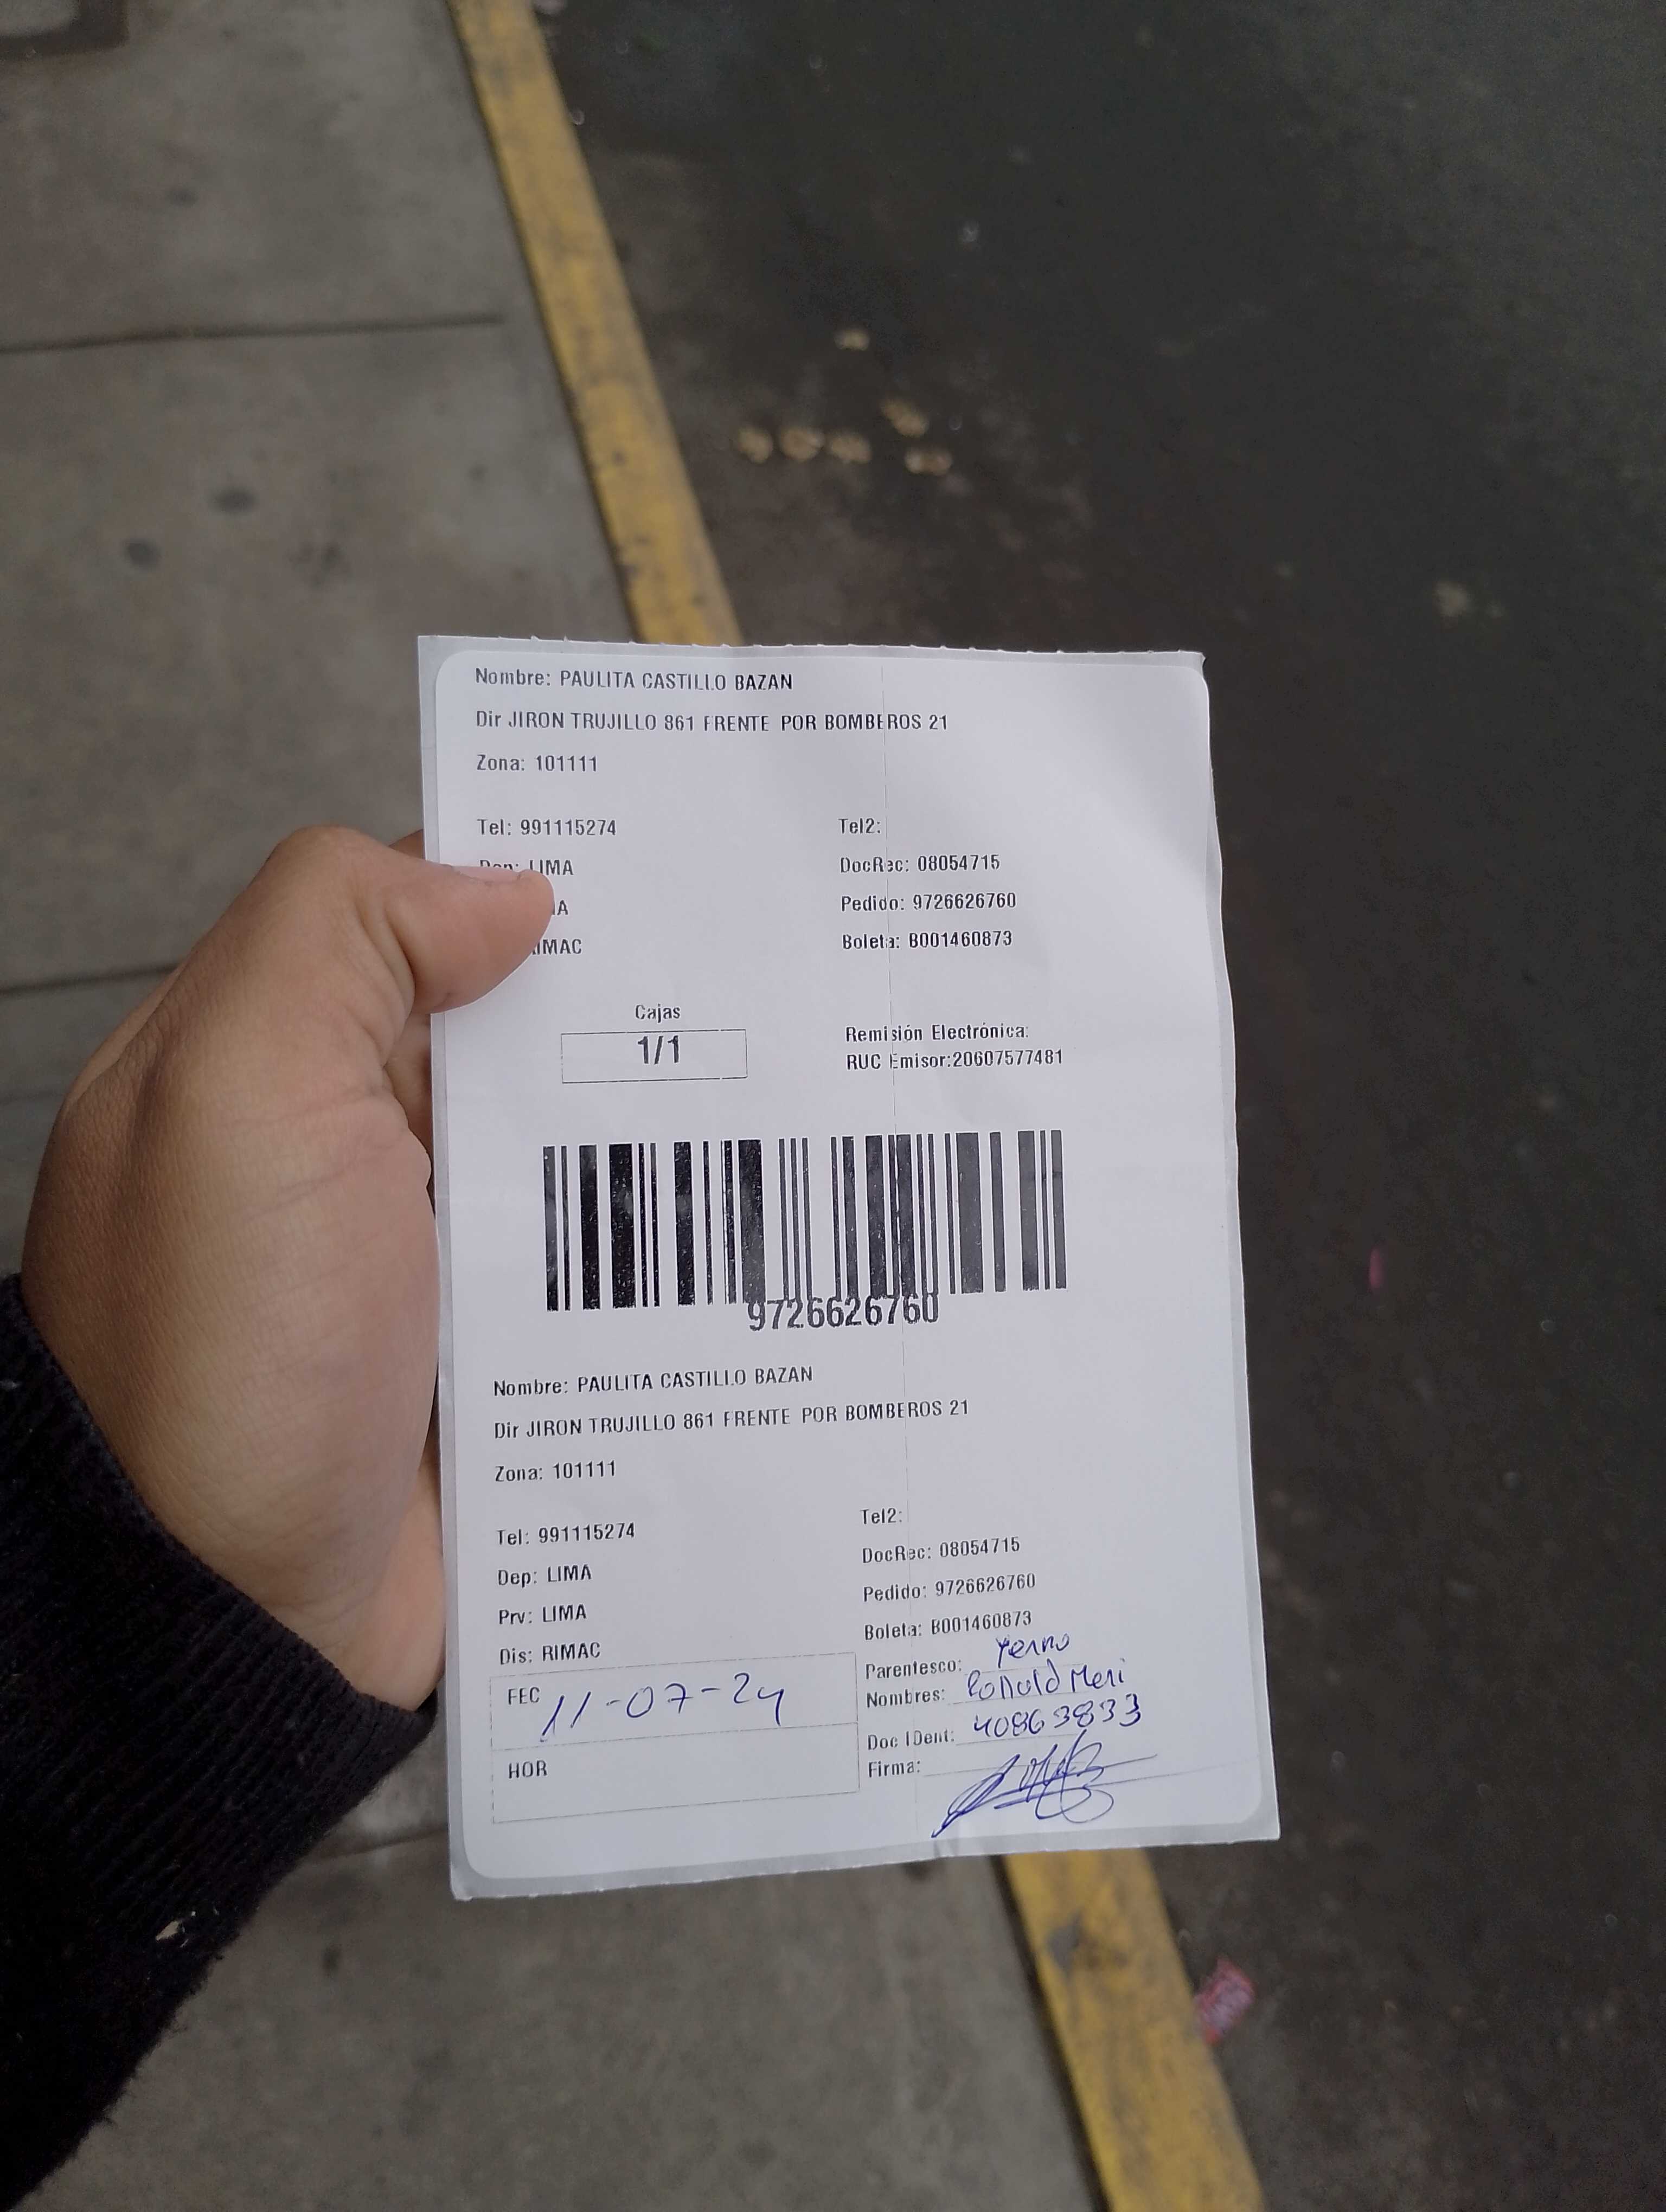 Nombre: PAULITA CASTILLO BAZAN
Dir JIRON TRUJILLO 861 FRENTE POR BOMBEROS 21
Zona: 101111
Tel: 991115274 Tel2:
LIMA DocRec: 08054715
Pedido: 9726626760
Boleta: B001460873
Cajas
1/1
Remisión Electrónica:
RUC Emisor:20607577481
9726626760
Nombre: PAULITA CASTILLO BAZAN
Dir JIRON TRUJILLO 861 FRENTE POR BOMBEROS 21
Zona: 101111
Tel: 991115274 Tel2:
Dep: LIMA DocRec: 08054715
Prv: LIMA Pedido: 9726626760
Dis: RIMAC Boleta: B001460873
FEC 11-07-24
HOR
Parentesco: Yerno
Nombres: Ronald Meri
Doc IDent: 40863833
Firma: